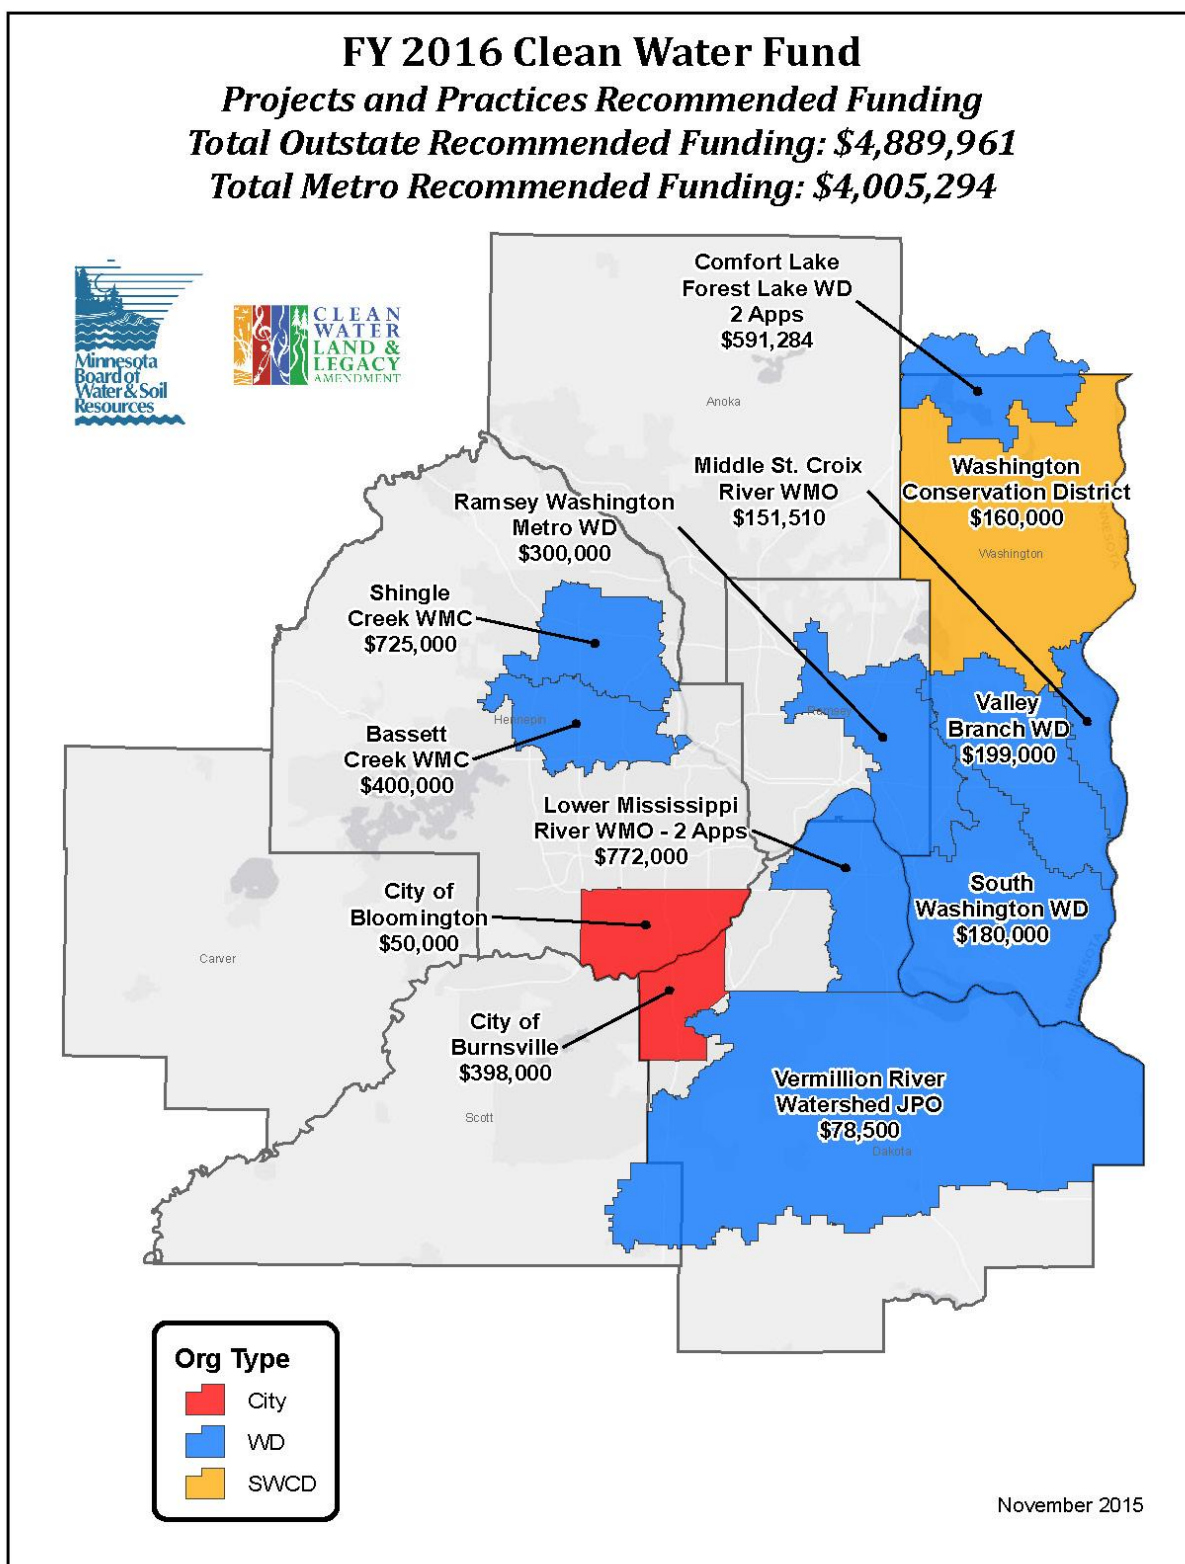 FY 2016 Clean Water Fund
Projects and Practices Recommended Funding
Total Outstate Recommended Funding: $4,889,961
Total Metro Recommended Funding: $4,005,294
Minnesota
Board of
Water & Soil
Resources
CLEAN
WATER
LAND &
LEGACY
AMENDMENT
Comfort Lake
Forest Lake WD
2 Apps
$591,284
Anoka
Middle St. Croix
River WMO
$151,510
Washington
Conservation District
$160,000
Washington
Ramsey Washington
Metro WD
$300,000
Shingle
Creek WMC
$725,000
Hennepin
Ramsey
Valley
Branch WD
$199,000
Bassett
Creek WMC
$400,000
Lower Mississippi
River WMO - 2 Apps
$772,000
City of
Bloomington
$50,000
South
Washington WD
$180,000
MINNESOTA
Carver
City of
Burnsville
$398,000
Vermillion River
Watershed JPO
$78,500
Scott
Dakota
Org Type
City
WD
SWCD
November 2015